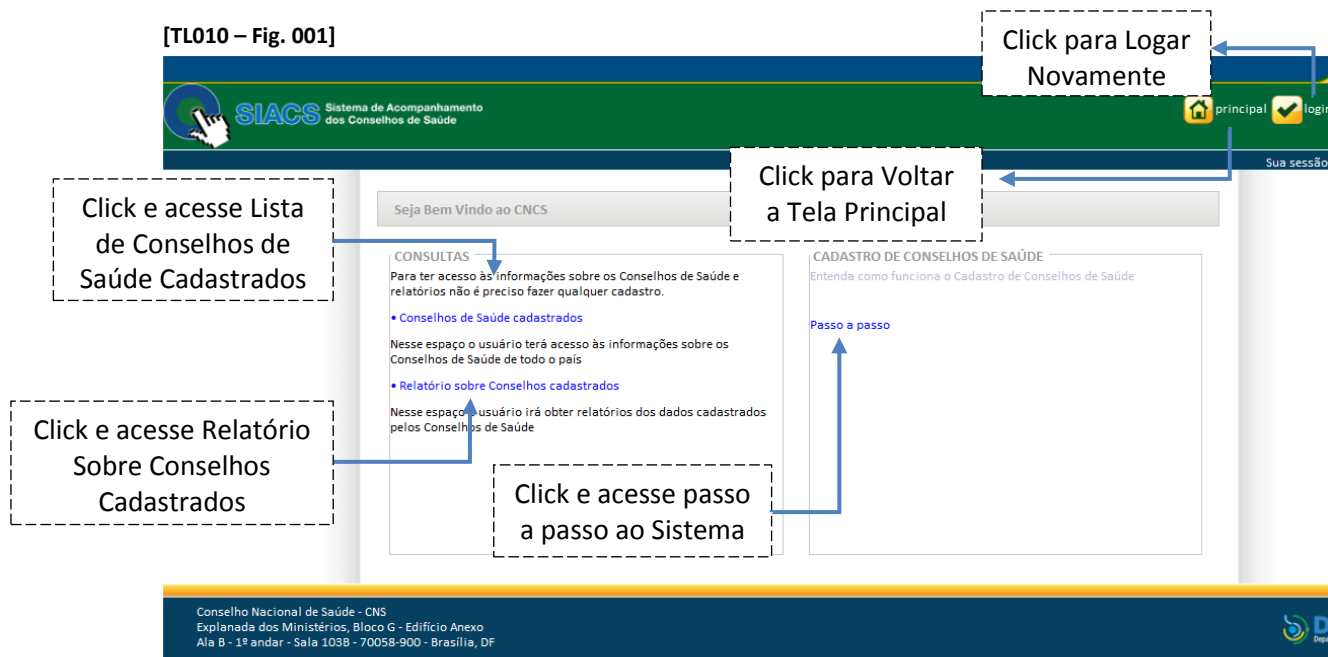 [TL010 – Fig. 001]
Click para Logar
Novamente
SIACS
Sistema de Acompanhamento
dos Conselhos de Saúde
principal
login
Sua sessão
Click para Voltar
a Tela Principal
Click e acesse Lista
de Conselhos de
Saúde Cadastrados
Seja Bem Vindo ao CNCS
CONSULTAS
Para ter acesso às informações sobre os Conselhos de Saúde e
relatórios não é preciso fazer qualquer cadastro.
• Conselhos de Saúde cadastrados
Nesse espaço o usuário terá acesso às informações sobre os
Conselhos de Saúde de todo o país
• Relatório sobre Conselhos cadastrados
Nesse espaço o usuário irá obter relatórios dos dados cadastrados
pelos Conselhos de Saúde
CADASTRO DE CONSELHOS DE SAÚDE
Entenda como funciona o Cadastro de Conselhos de Saúde
Passo a passo
Click e acesse Relatório
Sobre Conselhos
Cadastrados
Click e acesse passo
a passo ao Sistema
Conselho Nacional de Saúde - CNS
Explanada dos Ministérios, Bloco G - Edifício Anexo
Ala B - 1º andar - Sala 103B - 70058-900 - Brasília, DF